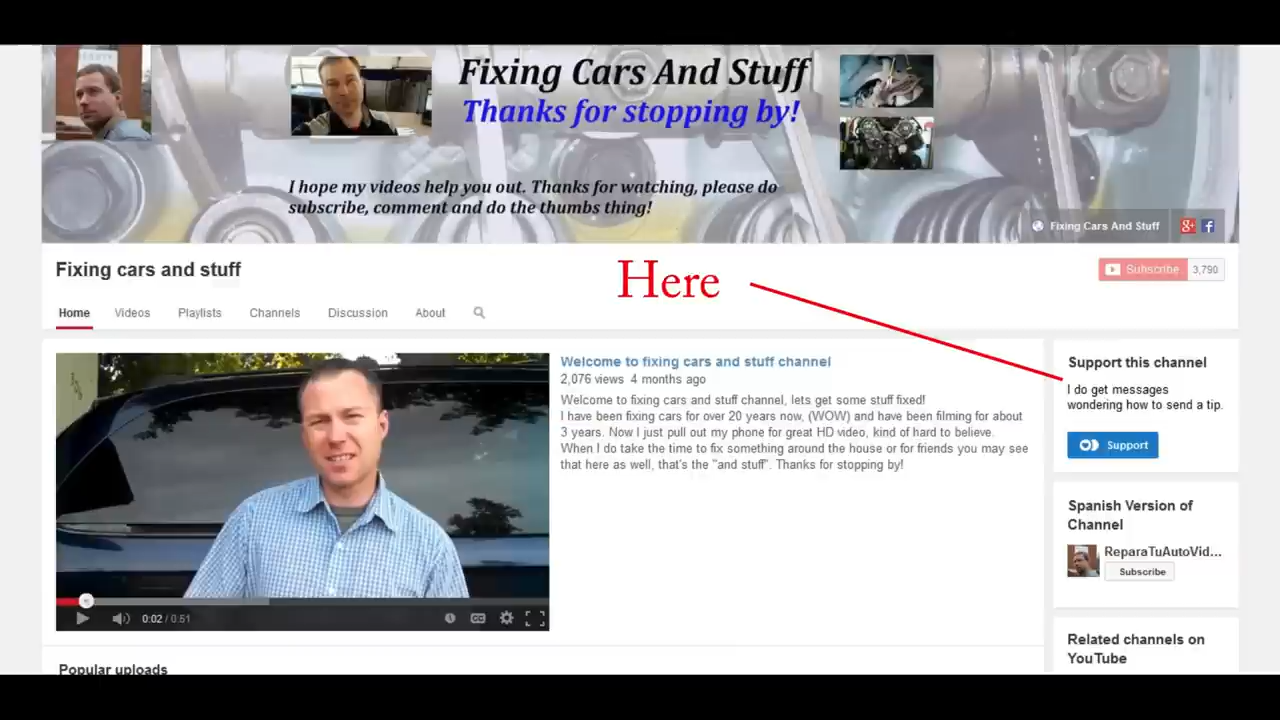 Fixing Cars And Stuff
Thanks for stopping by!
I hope my videos help you out. Thanks for watching, please do
subscribe, comment and do the thumbs thing!
Fixing Cars And Stuff
Fixing cars and stuff
Here
Subscribe 3,790
Home Videos Playlists Channels Discussion About
Welcome to fixing cars and stuff channel
2,076 views 4 months ago
Welcome to fixing cars and stuff channel, lets get some stuff fixed!
I have been fixing cars for over 20 years now, (WOW) and have been filming for about
3 years. Now I just pull out my phone for great HD video, kind of hard to believe.
When I do take the time to fix something around the house or for friends you may see
that here as well, that's the "and stuff". Thanks for stopping by!
0:02 / 0:51
CC
Support this channel
I do get messages
wondering how to send a tip.
Support
Spanish Version of
Channel
ReparaTuAutoVid...
Subscribe
Related channels on
YouTube
Popular uploads